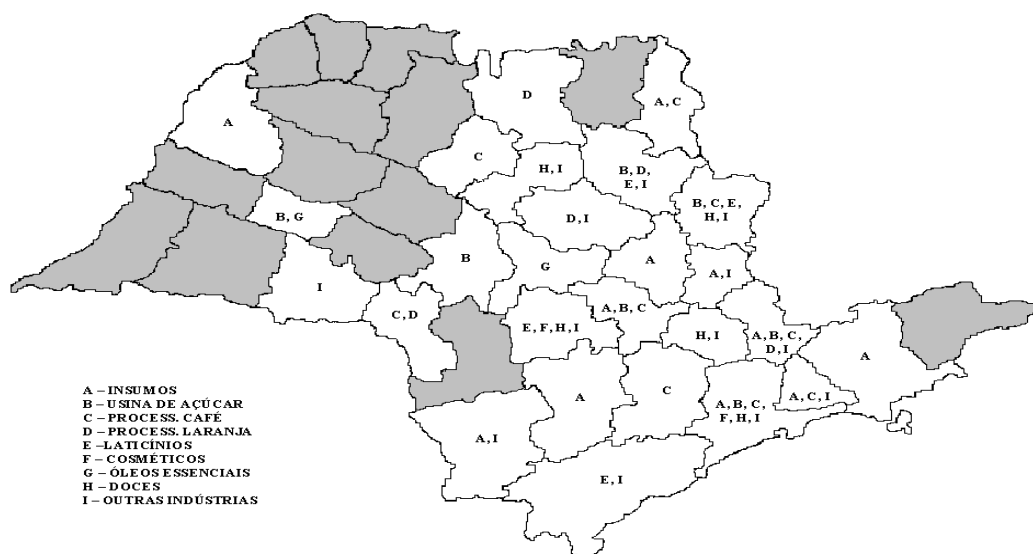 D
A, C
A
C
H, I
B, D,
E, I
B, C, E,
H, I
B, G
D, I
B
A
A, I
G
I
C, D
A, B, C
E, F, H, I
H, I
A, B, C,
D, I
A
A
C
A, B, C,
F, H, I
A, C, I
A, I
E, I
A – INSUMOS
B – USINA DE AÇÚCAR
C – PROCESS. CAFÉ
D – PROCESS. LARANJA
E – LATICÍNIOS
F – COSMÉTICOS
G – ÓLEOS ESSENCIAIS
H – DOCES
I – OUTRAS INDÚSTRIAS